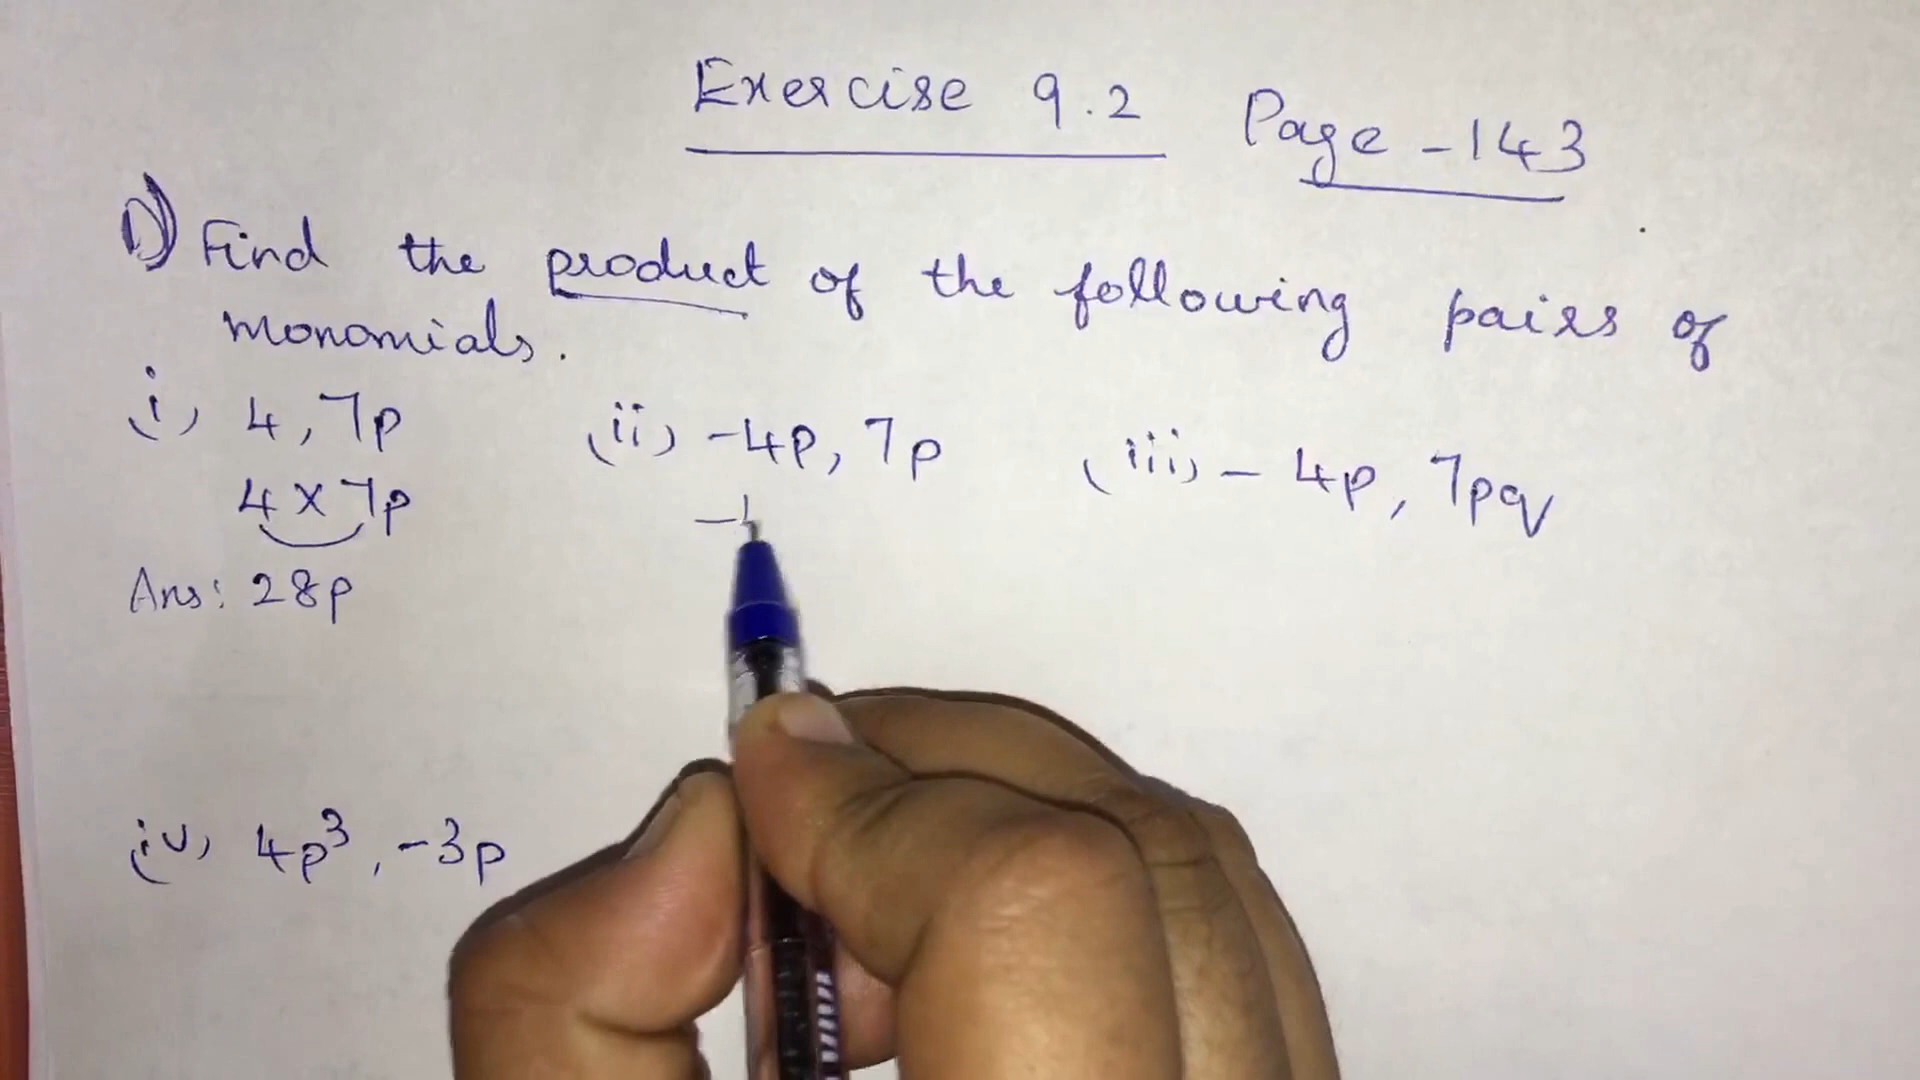 Exercise 9.2 Page - 143
1) Find the product of the following pairs of
monomials.
(i) 4, 7p (ii) -4p, 7p (iii) - 4p, 7pq
4 × 7p -4
Ans: 28p
(iv) 4p³, -3p